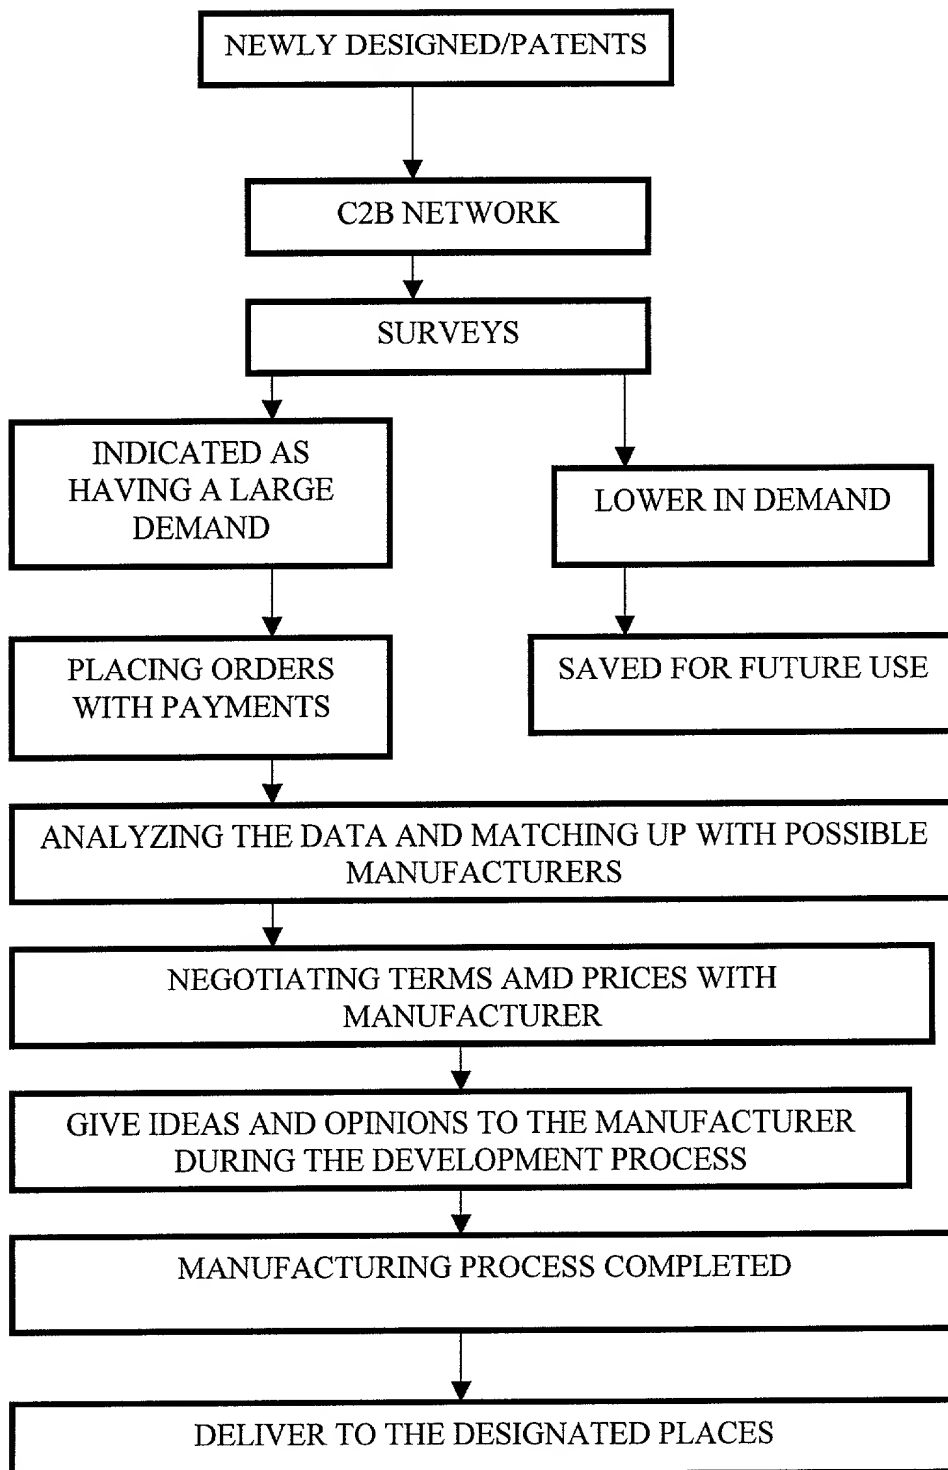 NEWLY DESIGNED/PATENTS
C2B NETWORK
SURVEYS
INDICATED AS
HAVING A LARGE
DEMAND
LOWER IN DEMAND
PLACING ORDERS
WITH PAYMENTS
SAVED FOR FUTURE USE
ANALYZING THE DATA AND MATCHING UP WITH POSSIBLE
MANUFACTURERS
NEGOTIATING TERMS AMD PRICES WITH
MANUFACTURER
GIVE IDEAS AND OPINIONS TO THE MANUFACTURER
DURING THE DEVELOPMENT PROCESS
MANUFACTURING PROCESS COMPLETED
DELIVER TO THE DESIGNATED PLACES